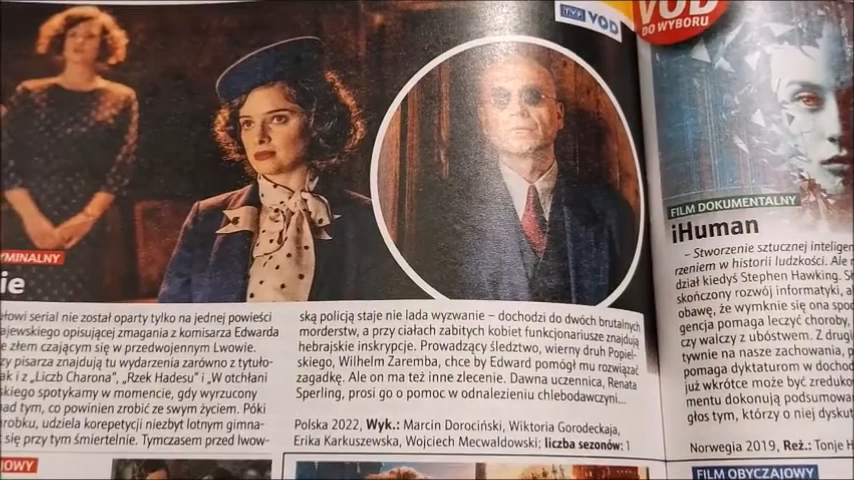 TVP VOD
VOD
DO WYBORU
YMINALNY
ie
ałowi serial nie został oparty tylko na jednej powieści
ajewskiego opisującej zmagania z komisarza Edwarda
e złem czającym się w przedwojennym Lwowie.
y pisarza znajdują tu wydarzenia zarówno z tytuło-
ak i z „Liczb Charona”, „Rzek Hadesu” i „W otchłani
skiego spotykamy w momencie, gdy wyrzucony
nad tym, co powinien zrobić ze swym życiem. Póki
arobku, udziela korepetycji niezbyt lotnym gimna-
się przy tym śmiertelnie. Tymczasem przed lwow-
ską policją staje nie lada wyzwanie – dochodzi do dwóch brutalnych
morderstw, a przy ciałach zabitych kobiet funkcjonariusze znajdują
hebrajskie inskrypcje. Prowadzący śledztwo, wierny druh Popiel-
skiego, Wilhelm Zaremba, chce by Edward pomógł mu rozwiązać
zagadkę. Ale on ma też inne zlecenie. Dawna uczennica, Renata
Sperling, prosi go o pomoc w odnalezieniu chlebodawczyni...
Polska 2022, Wyk.: Marcin Dorociński, Wiktoria Gorodeckaja,
Erika Karkuszewska, Wojciech Mecwaldowski; liczba sezonów: 1
FILM DOKUMENTALNY
iHuman
– Stworzenie sztucznej inteligen
rzeniem w historii ludzkości. Ale n
dział kiedyś Stephen Hawking. Sk
skończony rozwój informatyki, al
obawę, że wymknie się ona spod
gencja pomaga leczyć choroby,
czy walczy z ubóstwem. Z drugi
tywnie na nasze zachowania, p
pomaga dyktatorom w docho
już wkrótce może być zreduko
mentu dokonują podsumowa
głos tym, którzy o niej dyskut
Norwegia 2019, Reż.: Tonje H
AJOWY
FILM OBYCZAJOWY